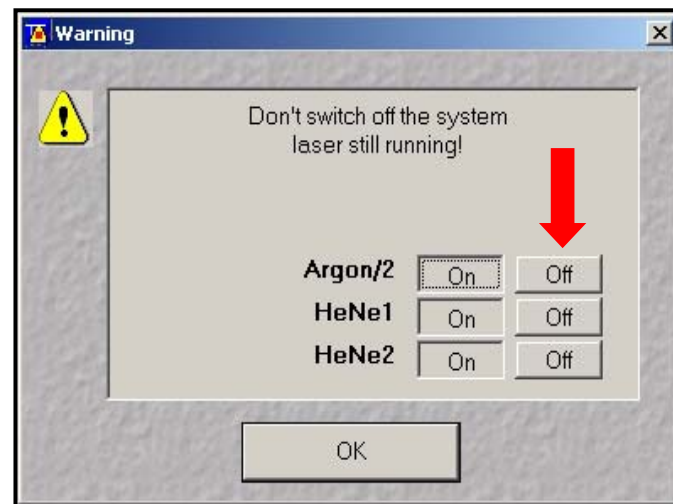 Warning
Don't switch off the system
laser still running!
Argon/2 On Off
HeNe1 On Off
HeNe2 On Off
OK